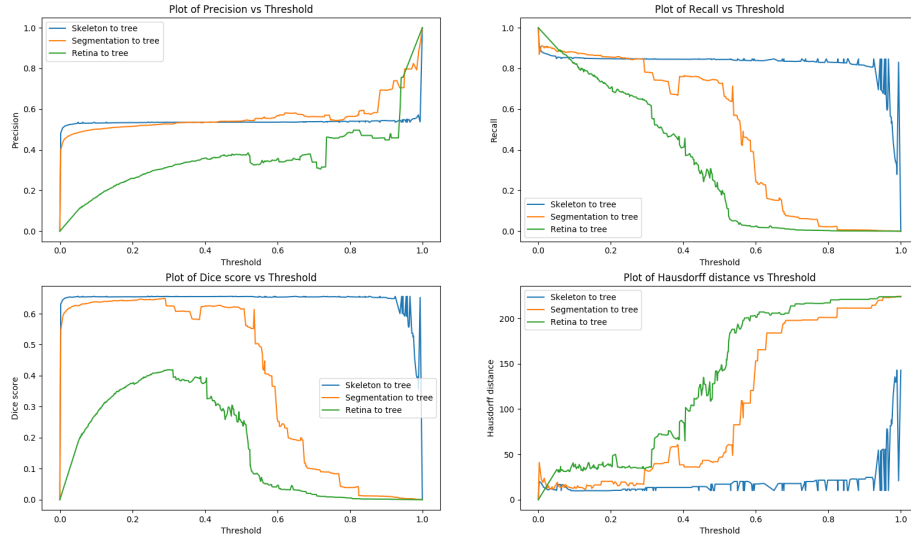 Plot of Precision vs Threshold
1.0
0.8
0.6
0.4
0.2
0.0
Precision
Skeleton to tree
Segmentation to tree
Retina to tree
0.0 0.2 0.4 0.6 0.8 1.0
Threshold
Plot of Recall vs Threshold
1.0
0.8
0.6
0.4
0.2
0.0
Recall
Skeleton to tree
Segmentation to tree
Retina to tree
0.0 0.2 0.4 0.6 0.8 1.0
Threshold
Plot of Dice score vs Threshold
0.6
0.5
0.4
0.3
0.2
0.1
0.0
Dice score
Skeleton to tree
Segmentation to tree
Retina to tree
0.0 0.2 0.4 0.6 0.8 1.0
Threshold
Plot of Hausdorff distance vs Threshold
200
150
100
50
0
Hasdorff distance
Skeleton to tree
Segmentation to tree
Retina to tree
0.0 0.2 0.4 0.6 0.8 1.0
Threshold